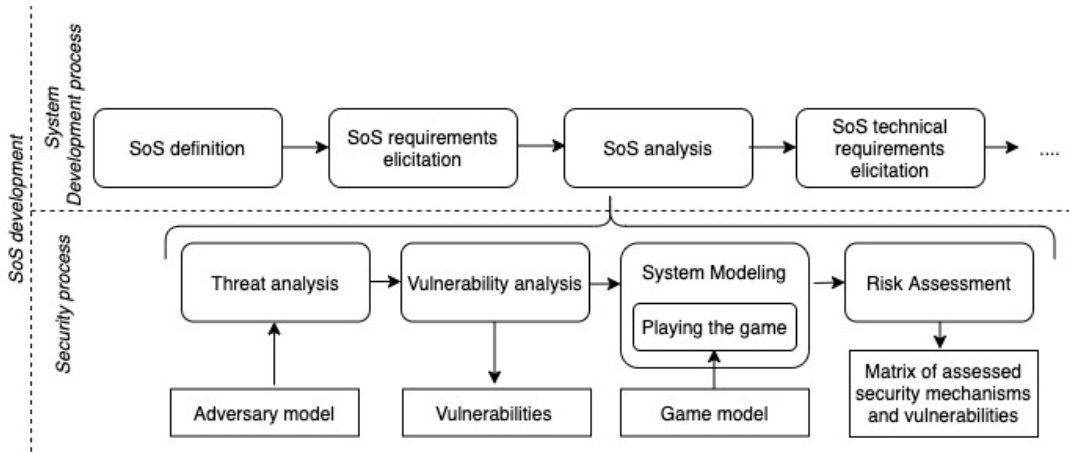 SoS development
System
Development process
SoS definition
SoS requirements
elicitation
SoS analysis
SoS technical
requirements
elicitation
....
Security process
Threat analysis
Vulnerability analysis
System Modeling
Playing the game
Risk Assessment
Adversary model
Vulnerabilities
Game model
Matrix of assessed
security mechanisms
and vulnerabilities